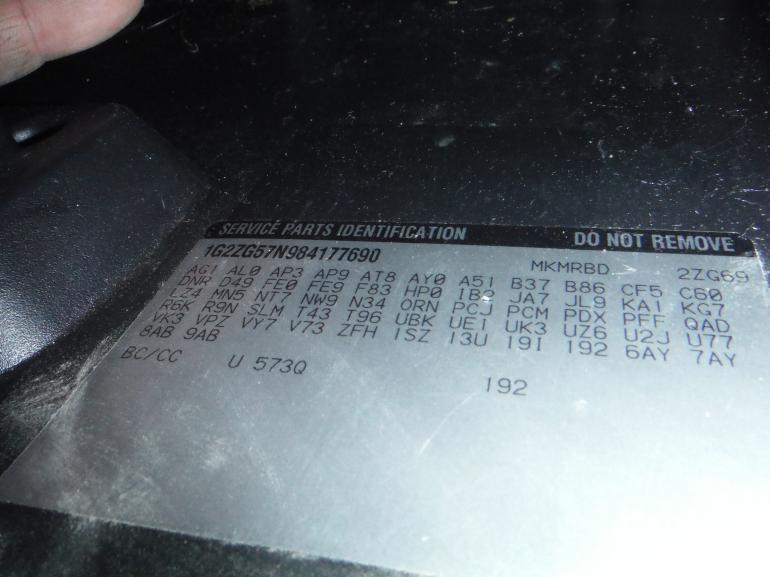 SERVICE PARTS IDENTIFICATION DO NOT REMOVE
1G2ZG57N984177690 MKMRBD 2ZG69
AG1 AL0 AP3 AP9 AT8 AY0 A51 B37 B86 CF5 C60
DNR D49 FE0 FE9 F83 HP0 IB2 JA7 JL9 KA1 KG7
LZ4 MN5 NT7 NW9 N34 ORN PCJ PCM PDX PFF QAD
R6K R9N SLM T43 T96 UBK UE1 UK3 UZ6 U2J U77
VK3 VPZ VY7 V73 ZFH 1SZ 13U 19I 192 6AY 7AY
8AB 9AB
BC/CC U 573Q 192